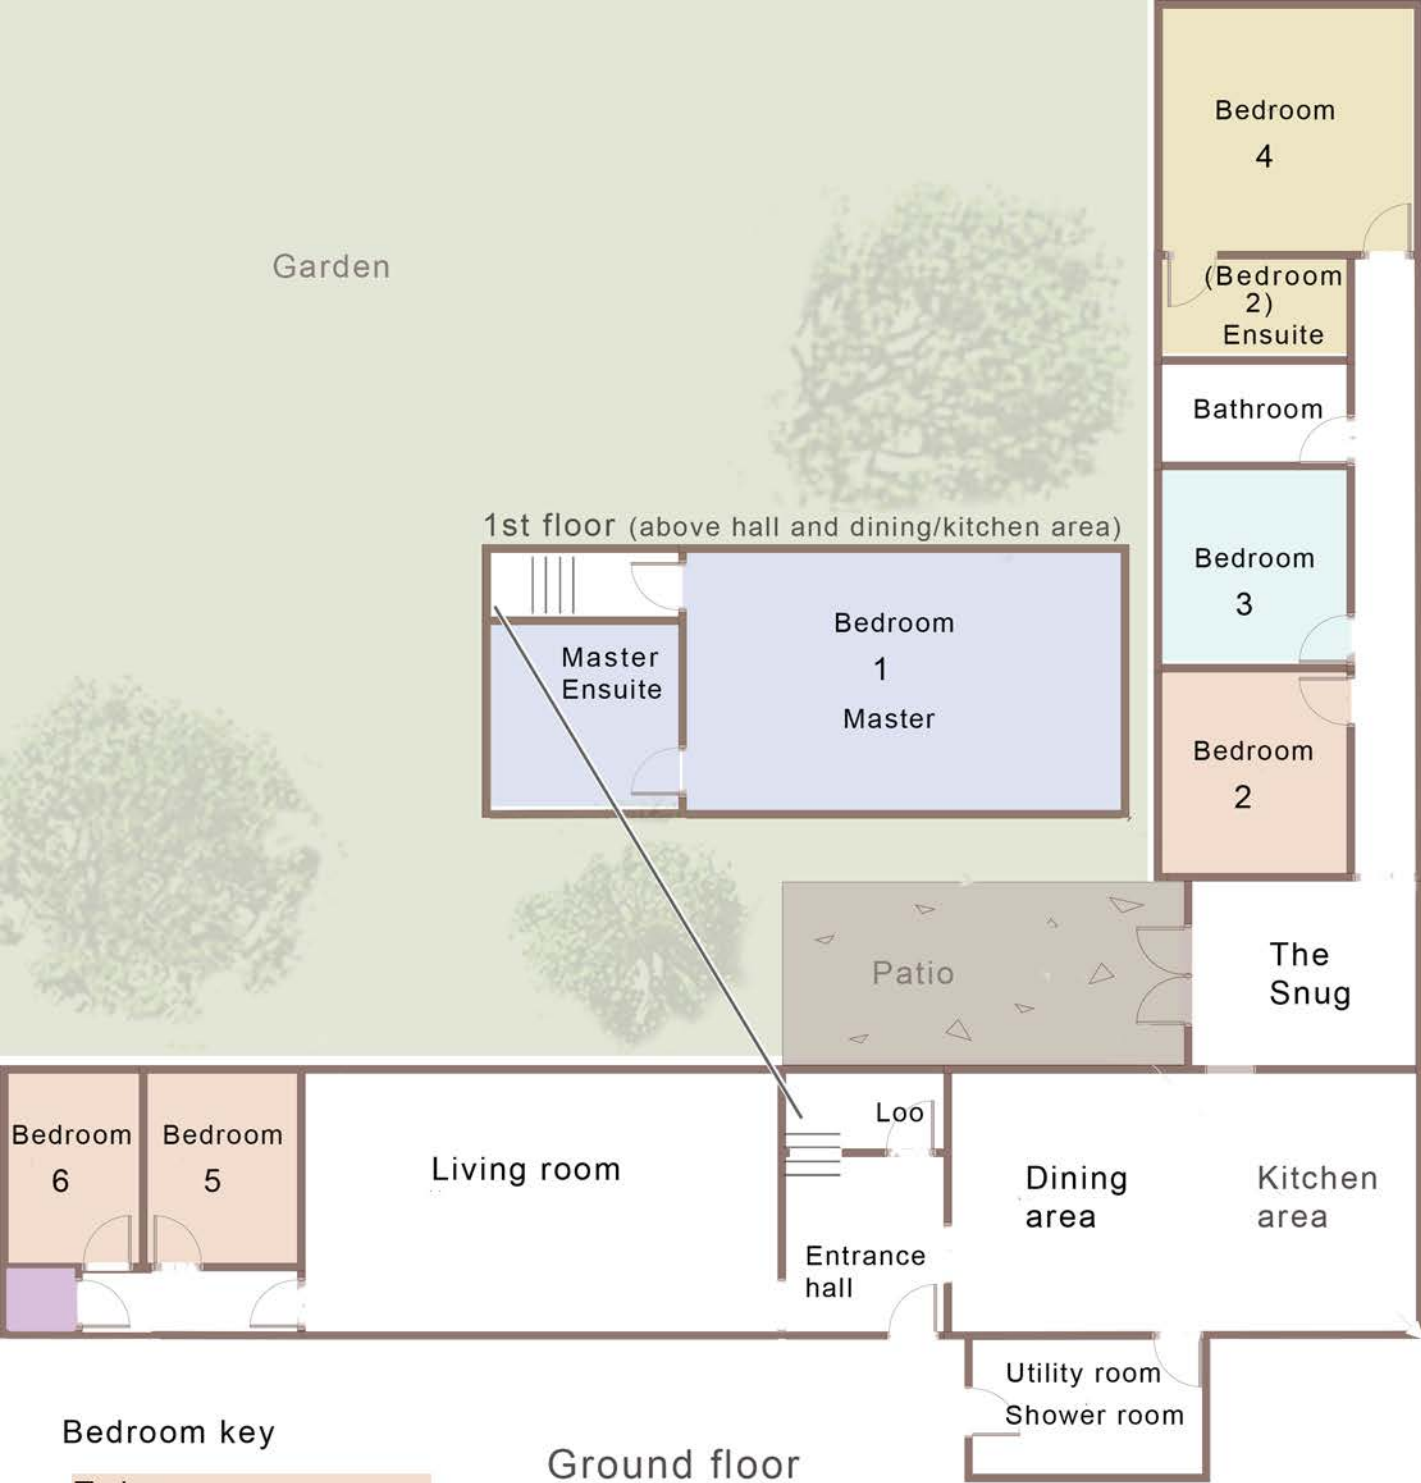 Bedroom
4
Garden
(Bedroom
2)
Ensuite
Bathroom
1st floor (above hall and dining/kitchen area)
Bedroom
3
Bedroom
1
Master
Master
Ensuite
Bedroom
2
Patio
The
Snug
Bedroom
6
Bedroom
5
Living room
Loo
Entrance
hall
Dining
area
Kitchen
area
Utility room
Shower room
Bedroom key
Ground floor